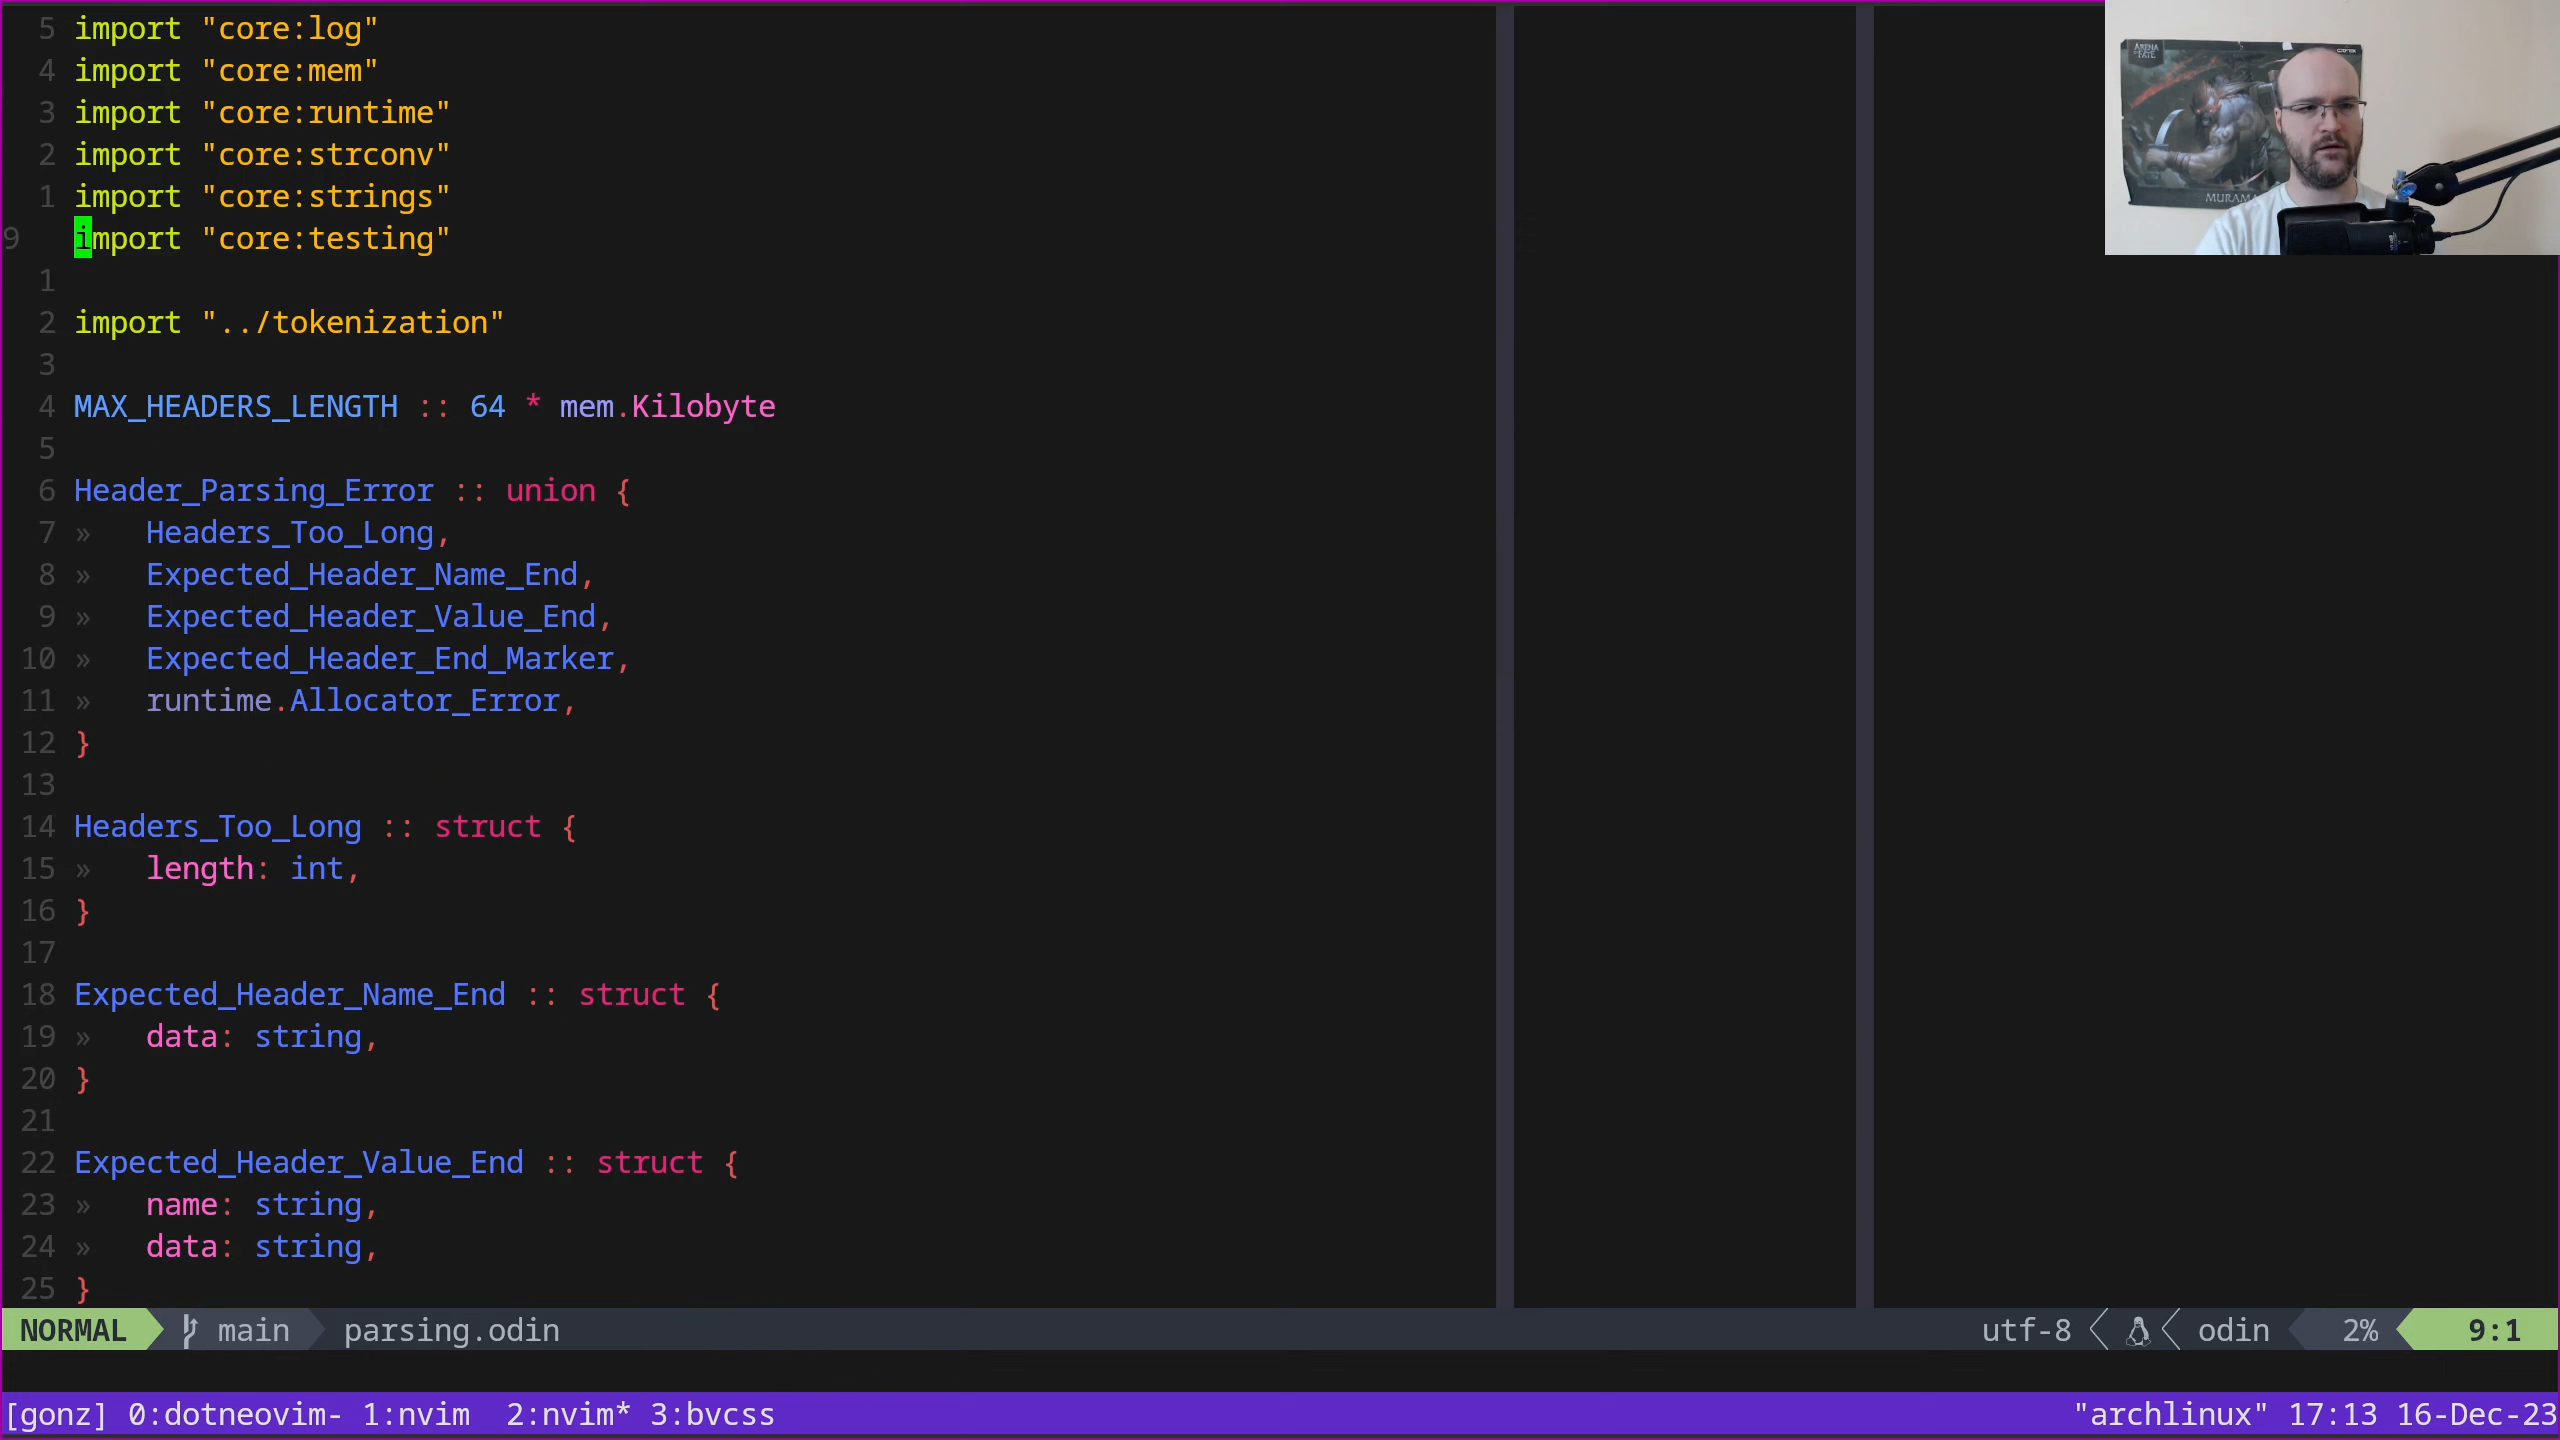 5 import "core:log"
4 import "core:mem"
3 import "core:runtime"
2 import "core:strconv"
1 import "core:strings"
9 import "core:testing"
1
2 import "../tokenization"
3
4 MAX_HEADERS_LENGTH :: 64 * mem.Kilobyte
5
6 Header_Parsing_Error :: union {
7 »   Headers_Too_Long,
8 »   Expected_Header_Name_End,
9 »   Expected_Header_Value_End,
10 »   Expected_Header_End_Marker,
11 »   runtime.Allocator_Error,
12 }
13
14 Headers_Too_Long :: struct {
15 »   length: int,
16 }
17
18 Expected_Header_Name_End :: struct {
19 »   data: string,
20 }
21
22 Expected_Header_Value_End :: struct {
23 »   name: string,
24 »   data: string,
25 }
NORMAL main parsing.odin utf-8 odin 2% 9:1
[gonz] 0:dotneovim- 1:nvim  2:nvim* 3:bvcss "archlinux" 17:13 16-Dec-23
ARENA
OF FATE